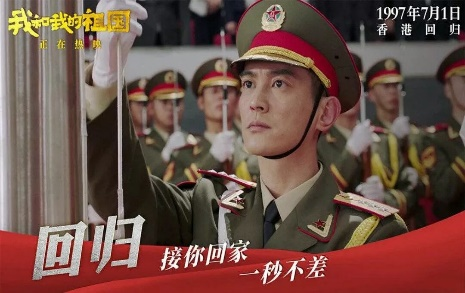 我和我的祖国
正在热映
1997年7月1日
香港回归
回归
接你回家
一秒不差